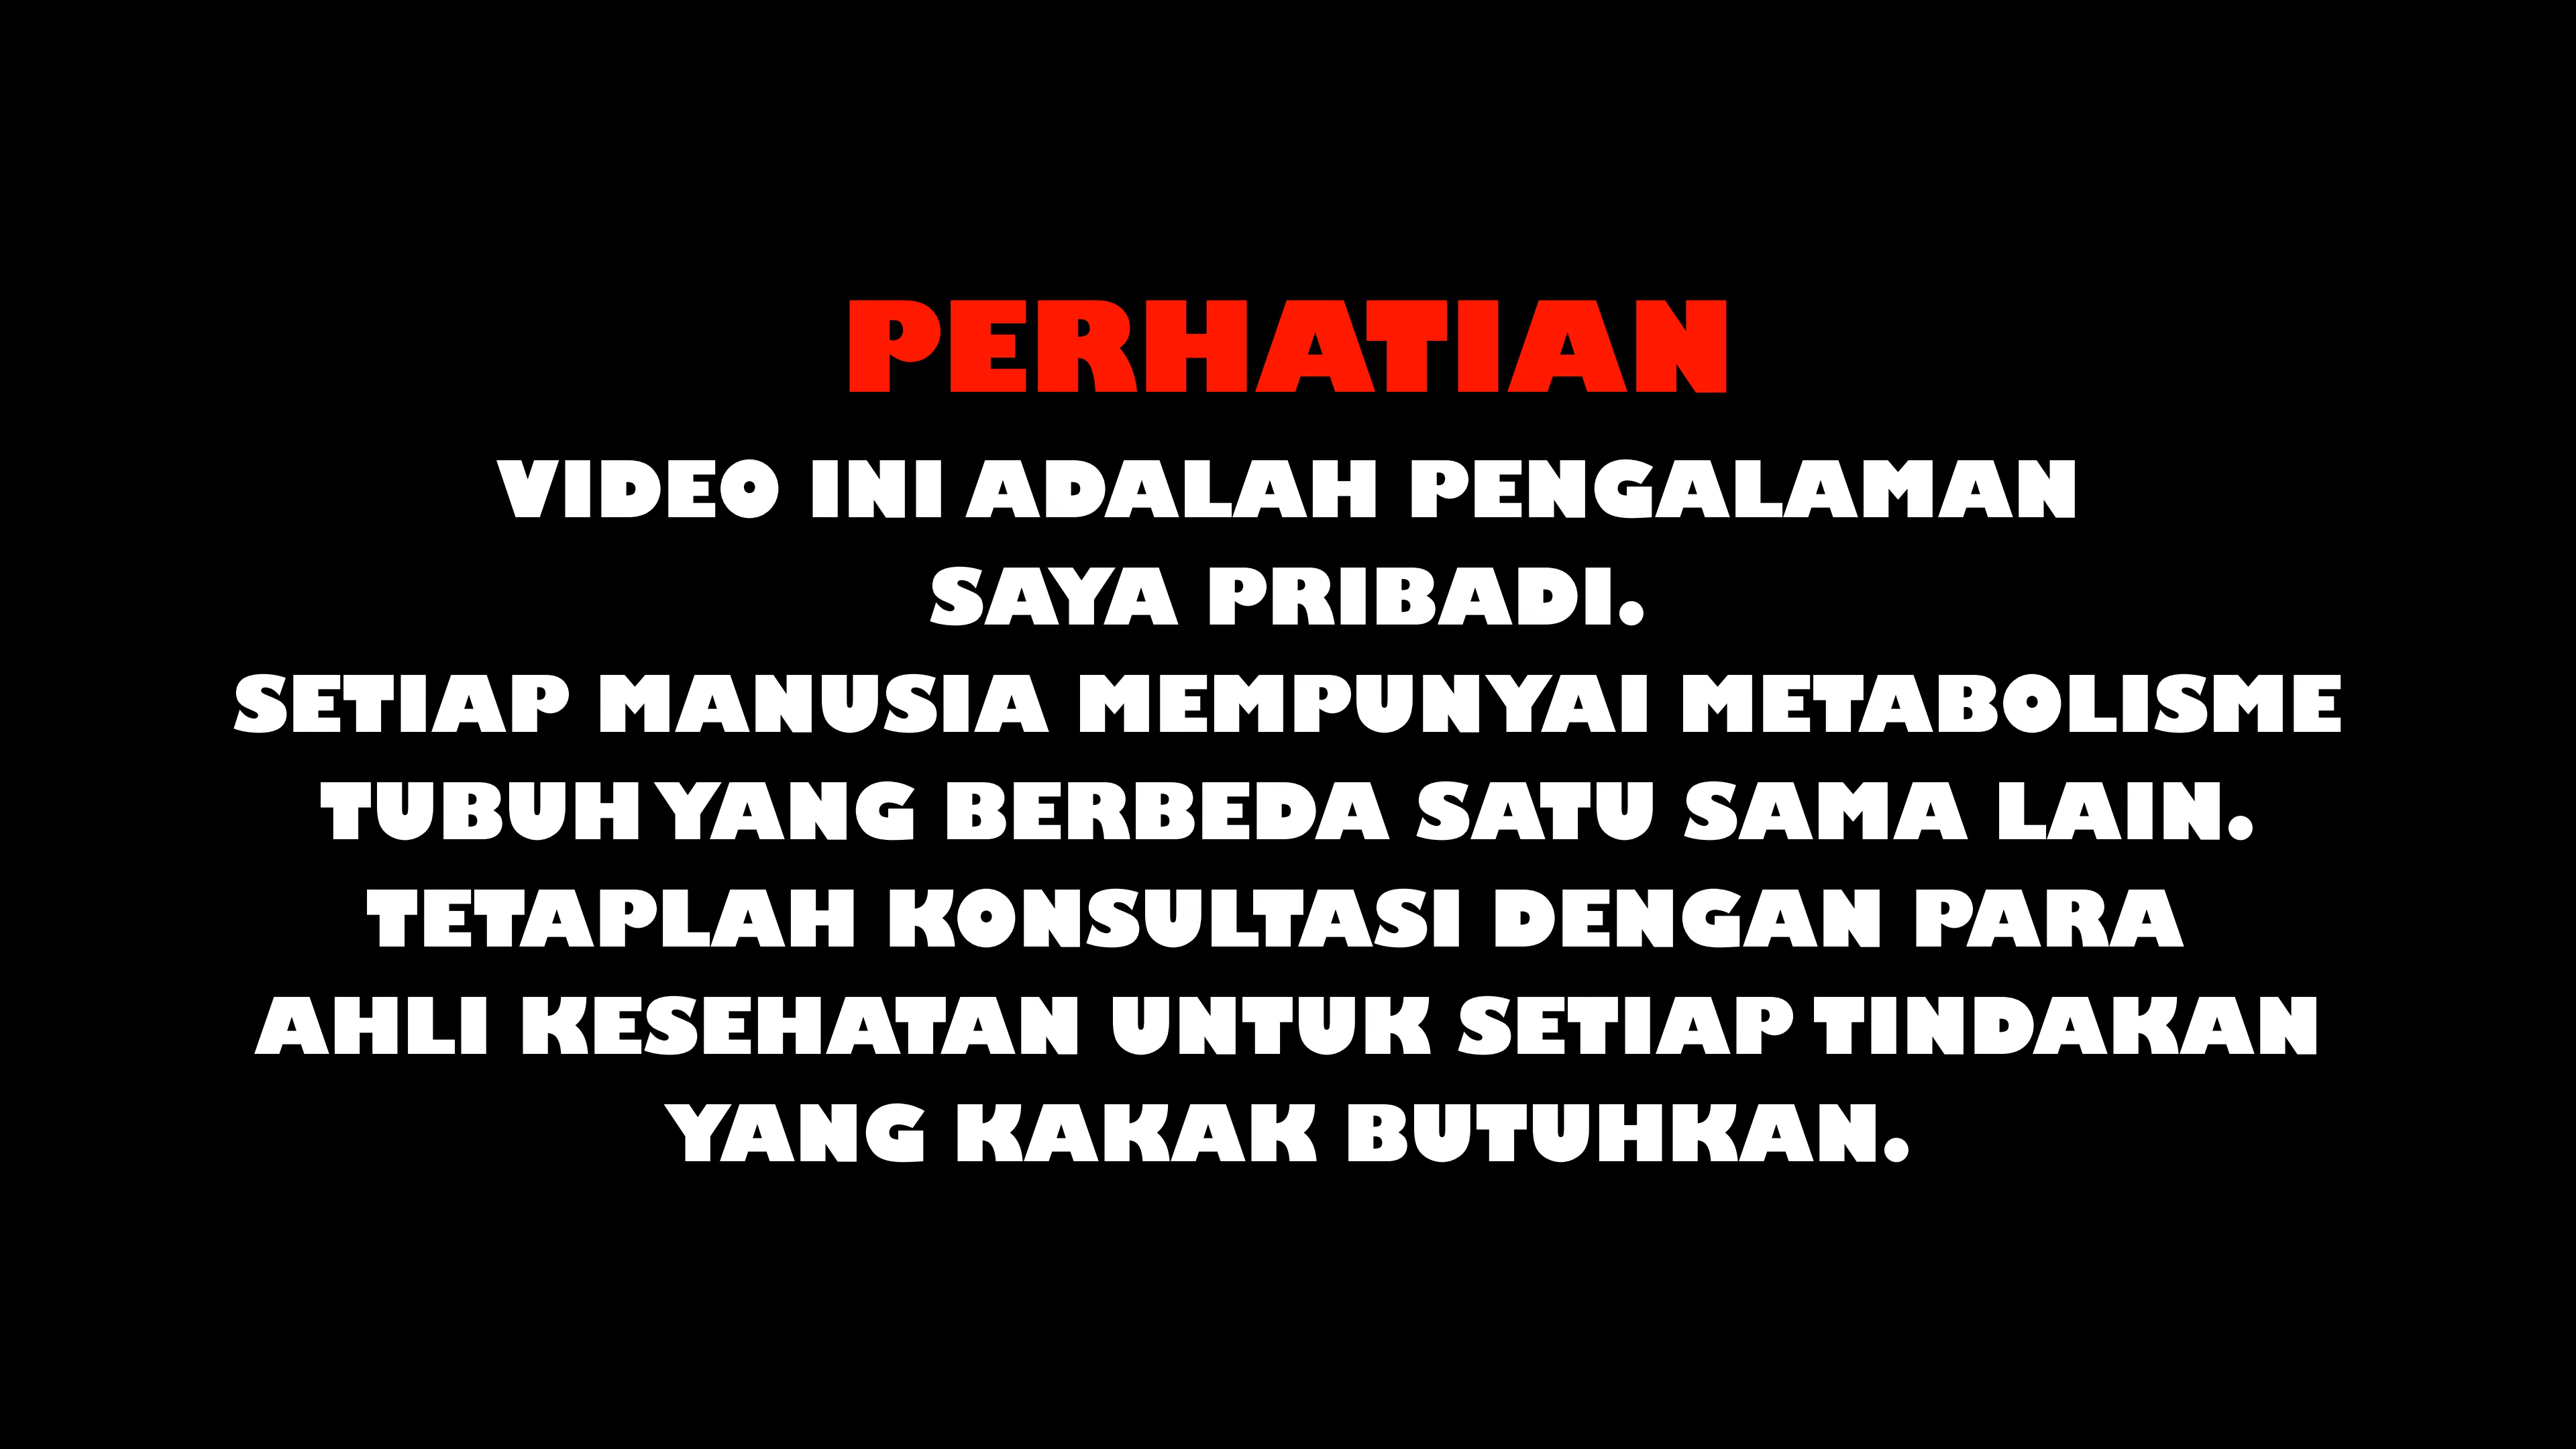 PERHATIAN
VIDEO INI ADALAH PENGALAMAN
SAYA PRIBADI.
SETIAP MANUSIA MEMPUNYAI METABOLISME
TUBUH YANG BERBEDA SATU SAMA LAIN.
TETAPLAH KONSULTASI DENGAN PARA
AHLI KESEHATAN UNTUK SETIAP TINDAKAN
YANG KAKAK BUTUHKAN.